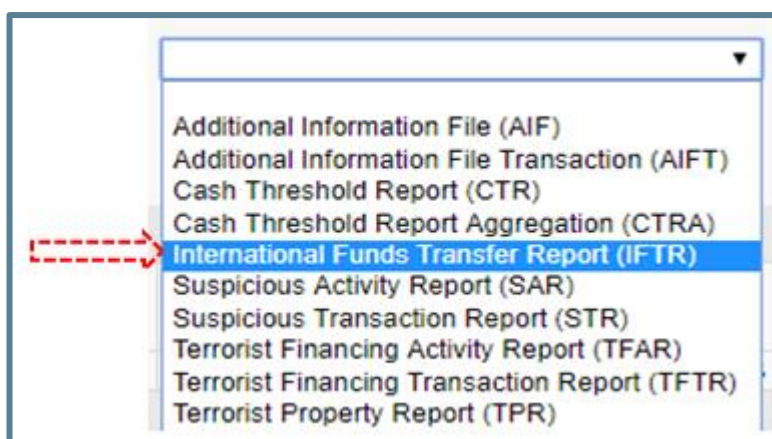 Additional Information File (AIF)
Additional Information File Transaction (AIFT)
Cash Threshold Report (CTR)
Cash Threshold Report Aggregation (CTRA)
International Funds Transfer Report (IFTR)
Suspicious Activity Report (SAR)
Suspicious Transaction Report (STR)
Terrorist Financing Activity Report (TFAR)
Terrorist Financing Transaction Report (TFTR)
Terrorist Property Report (TPR)